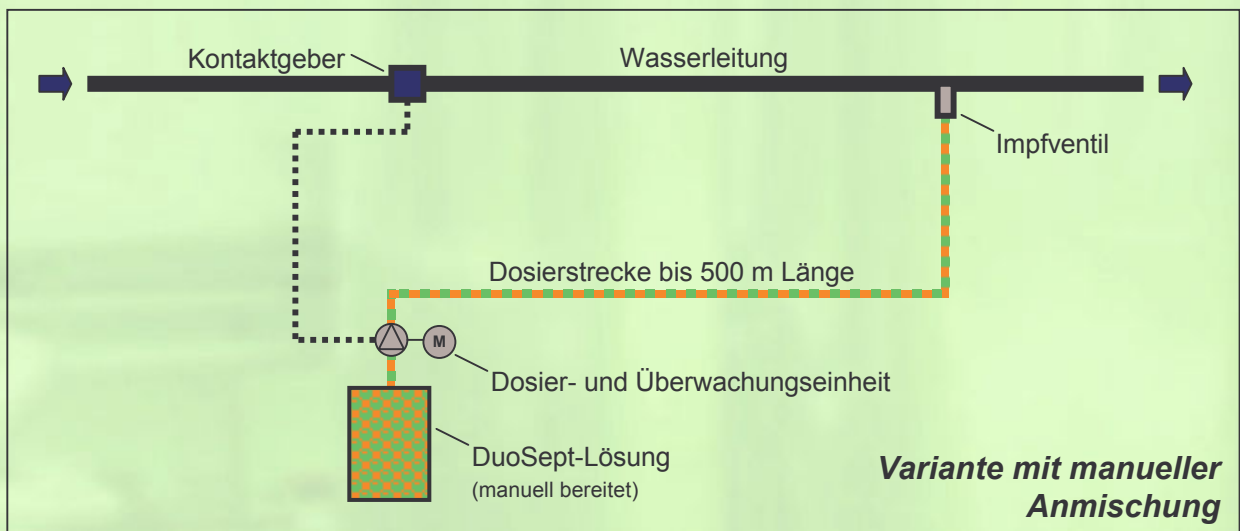 Kontaktgeber
Wasserleitung
Impfventil
Dosierstrecke bis 500 m Länge
M
Dosier- und Überwachungseinheit
DuoSept-Lösung
(manuell bereitet)
Variante mit manueller
Anmischung